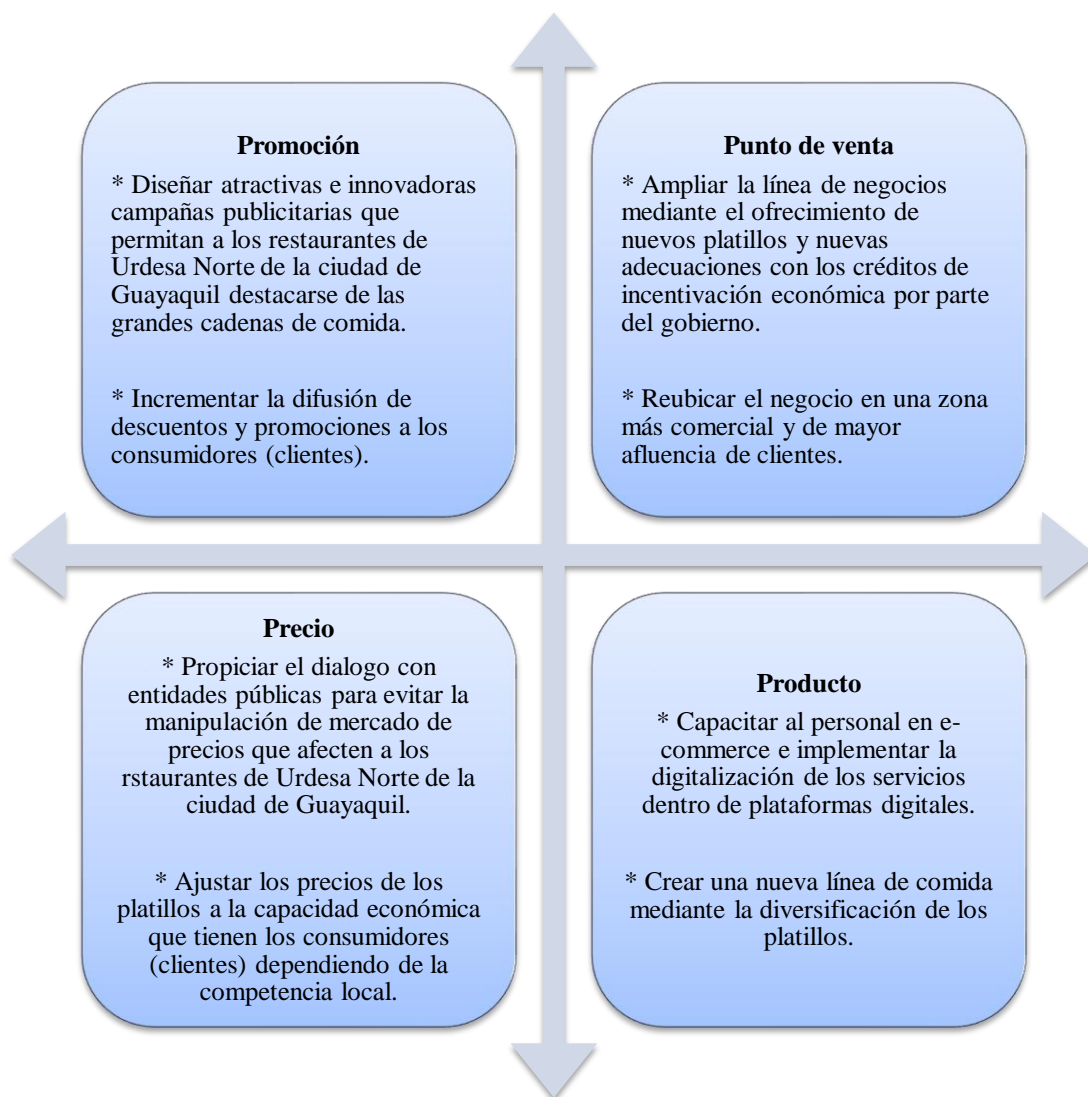 Promoción
* Diseñar atractivas e innovadoras
campañas publicitarias que
permitan a los restaurantes de
Urdesa Norte de la ciudad de
Guayaquil destacarse de las
grandes cadenas de comida.
* Incrementar la difusión de
descuentos y promociones a los
consumidores (clientes).
Punto de venta
* Ampliar la línea de negocios
mediante el ofrecimiento de
nuevos platillos y nuevas
adecuaciones con los créditos de
incentivación económica por parte
del gobierno.
* Reubicar el negocio en una zona
más comercial y de mayor
afluencia de clientes.
Precio
* Propiciar el dialogo con
entidades públicas para evitar la
manipulación de mercado de
precios que afecten a los
rstaurantes de Urdesa Norte de la
ciudad de Guayaquil.
* Ajustar los precios de los
platillos a la capacidad económica
que tienen los consumidores
(clientes) dependiendo de la
competencia local.
Producto
* Capacitar al personal en e-
commerce e implementar la
digitalización de los servicios
dentro de plataformas digitales.
* Crear una nueva línea de comida
mediante la diversificación de los
platillos.